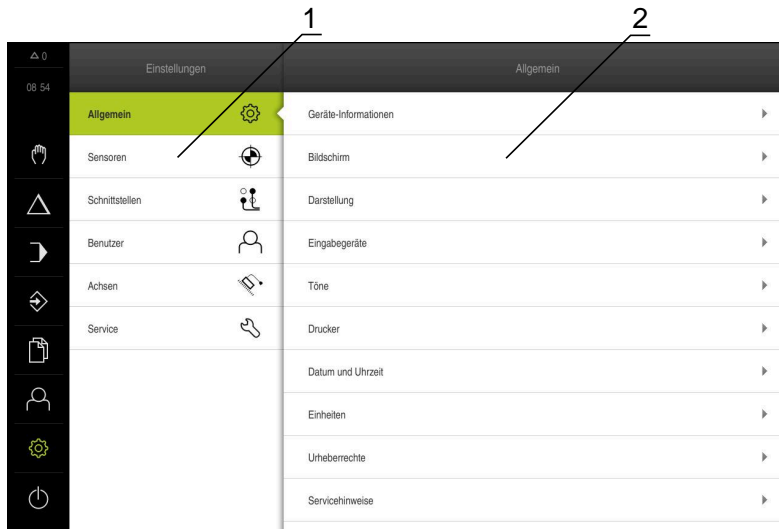 1
2
0
Einstellungen
Allgemein
08 54
Allgemein
Geräte-Informationen
Sensoren
Bildschirm
Schnittstellen
Darstellung
Benutzer
Eingabegeräte
Achsen
Töne
Service
Drucker
Datum und Uhrzeit
Einheiten
Urheberrechte
Servicehinweise